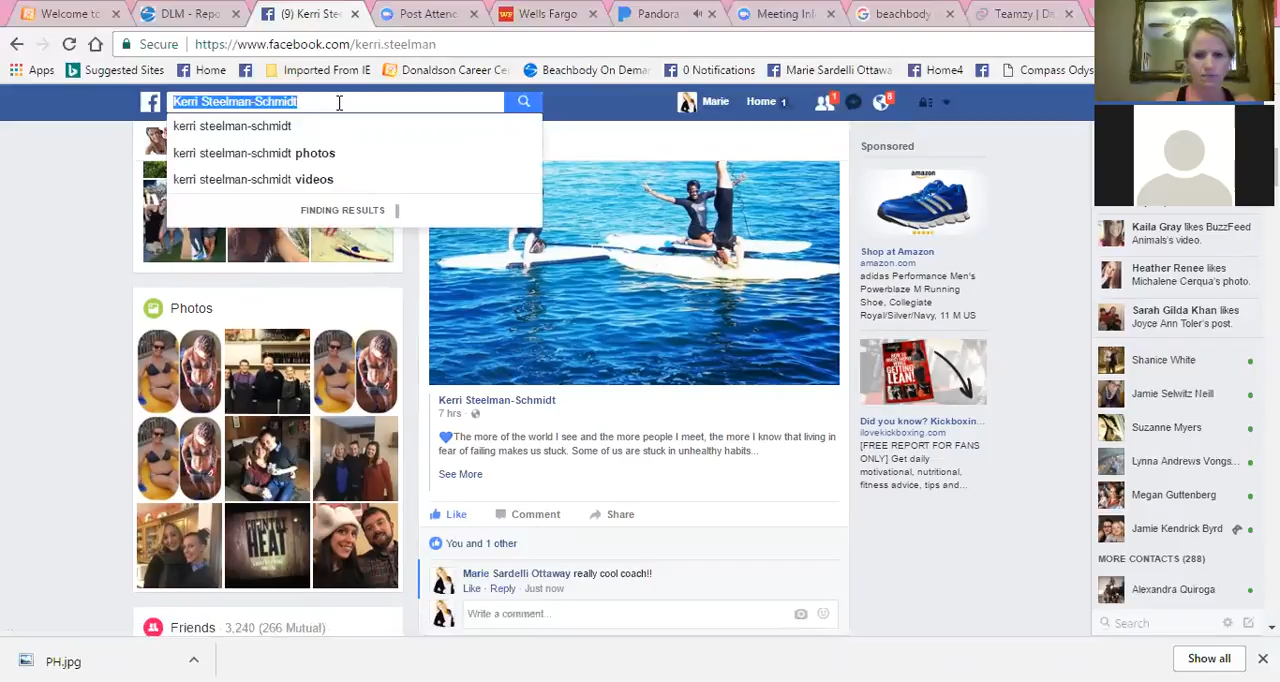 Welcome to
DLM - Repo
(9) Kerri Ste
Post Attenc
Wells Fargo
Pandora
Meeting In
beachbody
Teamzy | Da
Secure
https://www.facebook.com/kerri.steelman
Apps
Suggested Sites
Home
Imported From IE
Donaldson Career Ce
Beachbody On Dema
0 Notifications
Marie Sardelli Ottawa
Home4
Compass Odys
Kerri Steelman-Schmidt
Marie
Home 1
1
8
kerri steelman-schmidt
kerri steelman-schmidt photos
kerri steelman-schmidt videos
FINDING RESULTS
Photos
COUNTRY
HEAT
Friends · 3,240 (266 Mutual)
Kerri Steelman-Schmidt
7 hrs ·
The more of the world I see and the more people I meet, the more I know that living in
fear of failing makes us stuck. Some of us are stuck in unhealthy habits...
See More
Like
Comment
Share
You and 1 other
Marie Sardelli Ottaway really cool coach!!
Like · Reply · Just now
Write a comment...
Sponsored
amazon
Shop at Amazon
amazon.com
adidas Performance Men's
Powerblaze M Running
Shoe, Collegiate
Royal/Silver/Navy, 11 M US
GETTING
LEAN!
Did you know? Kickboxin...
ilovekickboxing.com
[FREE REPORT FOR FANS
ONLY] Get daily
motivational, nutritional,
fitness advice, tips and...
Kaila Gray likes BuzzFeed
Animals's video.
Heather Renee likes
Michalene Cerqua's photo.
Sarah Gilda Khan likes
Joyce Ann Toler's post.
Shanice White
Jamie Selwitz Neill
Suzanne Myers
Lynna Andrews Vongs...
Megan Guttenberg
Jamie Kendrick Byrd
MORE CONTACTS (288)
Alexandra Quiroga
Search
PH.jpg
Show all